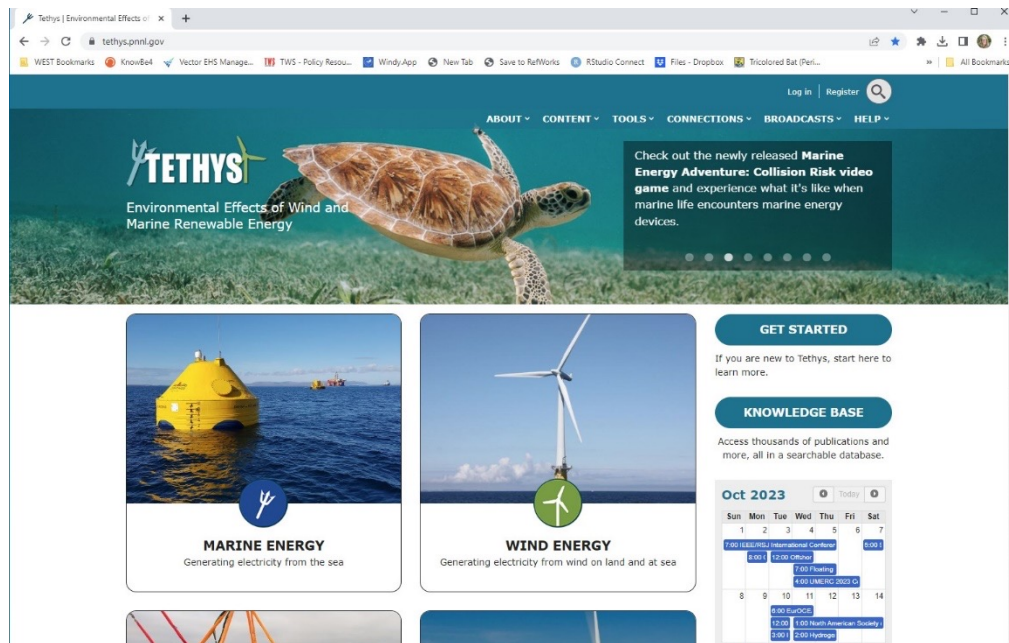 Tethys | Environmental Effects of
tethys.pnnl.gov
WEST Bookmarks KnowBe4 Vector EHS Manage... TWS - Policy Resou... Windy.App New Tab Save to RefWorks RStudio Connect Files - Dropbox Tricolored Bat (Peri... » All Bookmarks
Log in | Register
ABOUT CONTENT TOOLS CONNECTIONS BROADCASTS HELP
TETHYS
Environmental Effects of Wind and
Marine Renewable Energy
Check out the newly released Marine
Energy Adventure: Collision Risk video
game and experience what it's like when
marine life encounters marine energy
devices.
MARINE ENERGY
Generating electricity from the sea
WIND ENERGY
Generating electricity from wind on land and at sea
GET STARTED
If you are new to Tethys, start here to
learn more.
KNOWLEDGE BASE
Access thousands of publications and
more, all in a searchable database.
Oct 2023 Today
Sun Mon Tue Wed Thu Fri Sat
1 2 3 4 5 6 7
7:00 IEEE/RSJ International Conferen
8:00 12:00 Offshor
7:00 Floating
4:00 UMERC 2023
8 9 10 11 12 13 14
6:00 EurOCE
12:00 1:00 North American Society
3:00 2:00 Hydroge